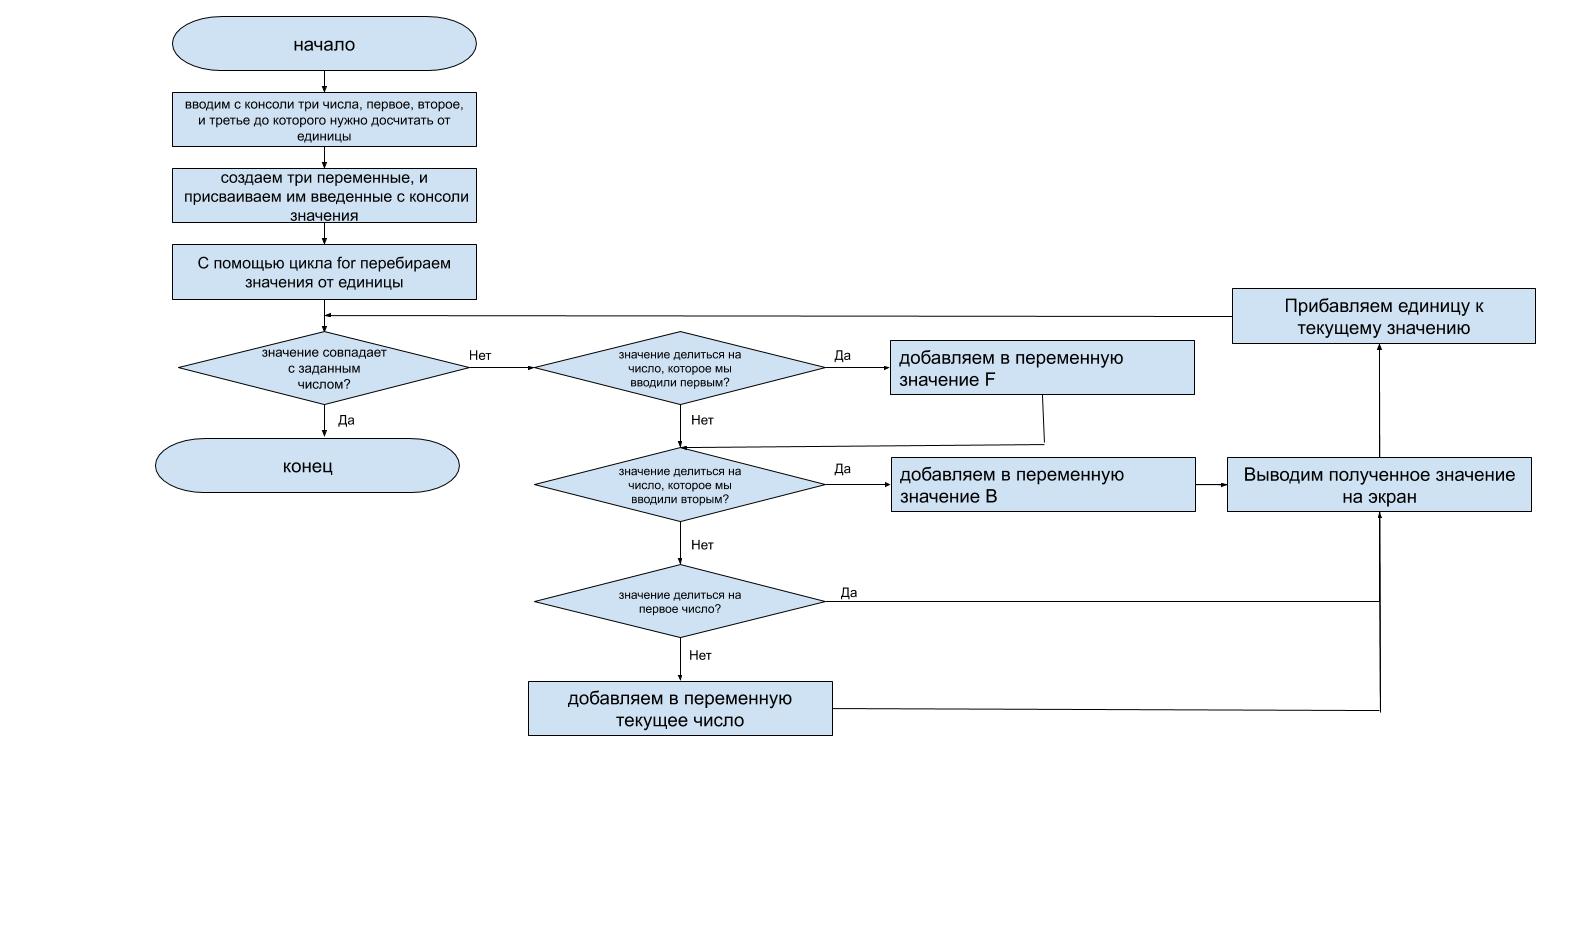 начало
вводим с консоли три числа, первое, второе,
и третье до которого нужно досчитать от
единицы
создаем три переменные, и
присваиваем им введенные с консоли
значения
С помощью цикла for перебираем
значения от единицы
Прибавляем единицу к
текущему значению
значение совпадает
с заданным
числом?
Нет
значение делиться на
число, которое мы
вводили первым?
Да
добавляем в переменную
значение F
Да
Нет
конец
значение делиться на
число, которое мы
вводили вторым?
Да
добавляем в переменную
значение B
Выводим полученное значение
на экран
Нет
значение делиться на
первое число?
Да
Нет
добавляем в переменную
текущее число